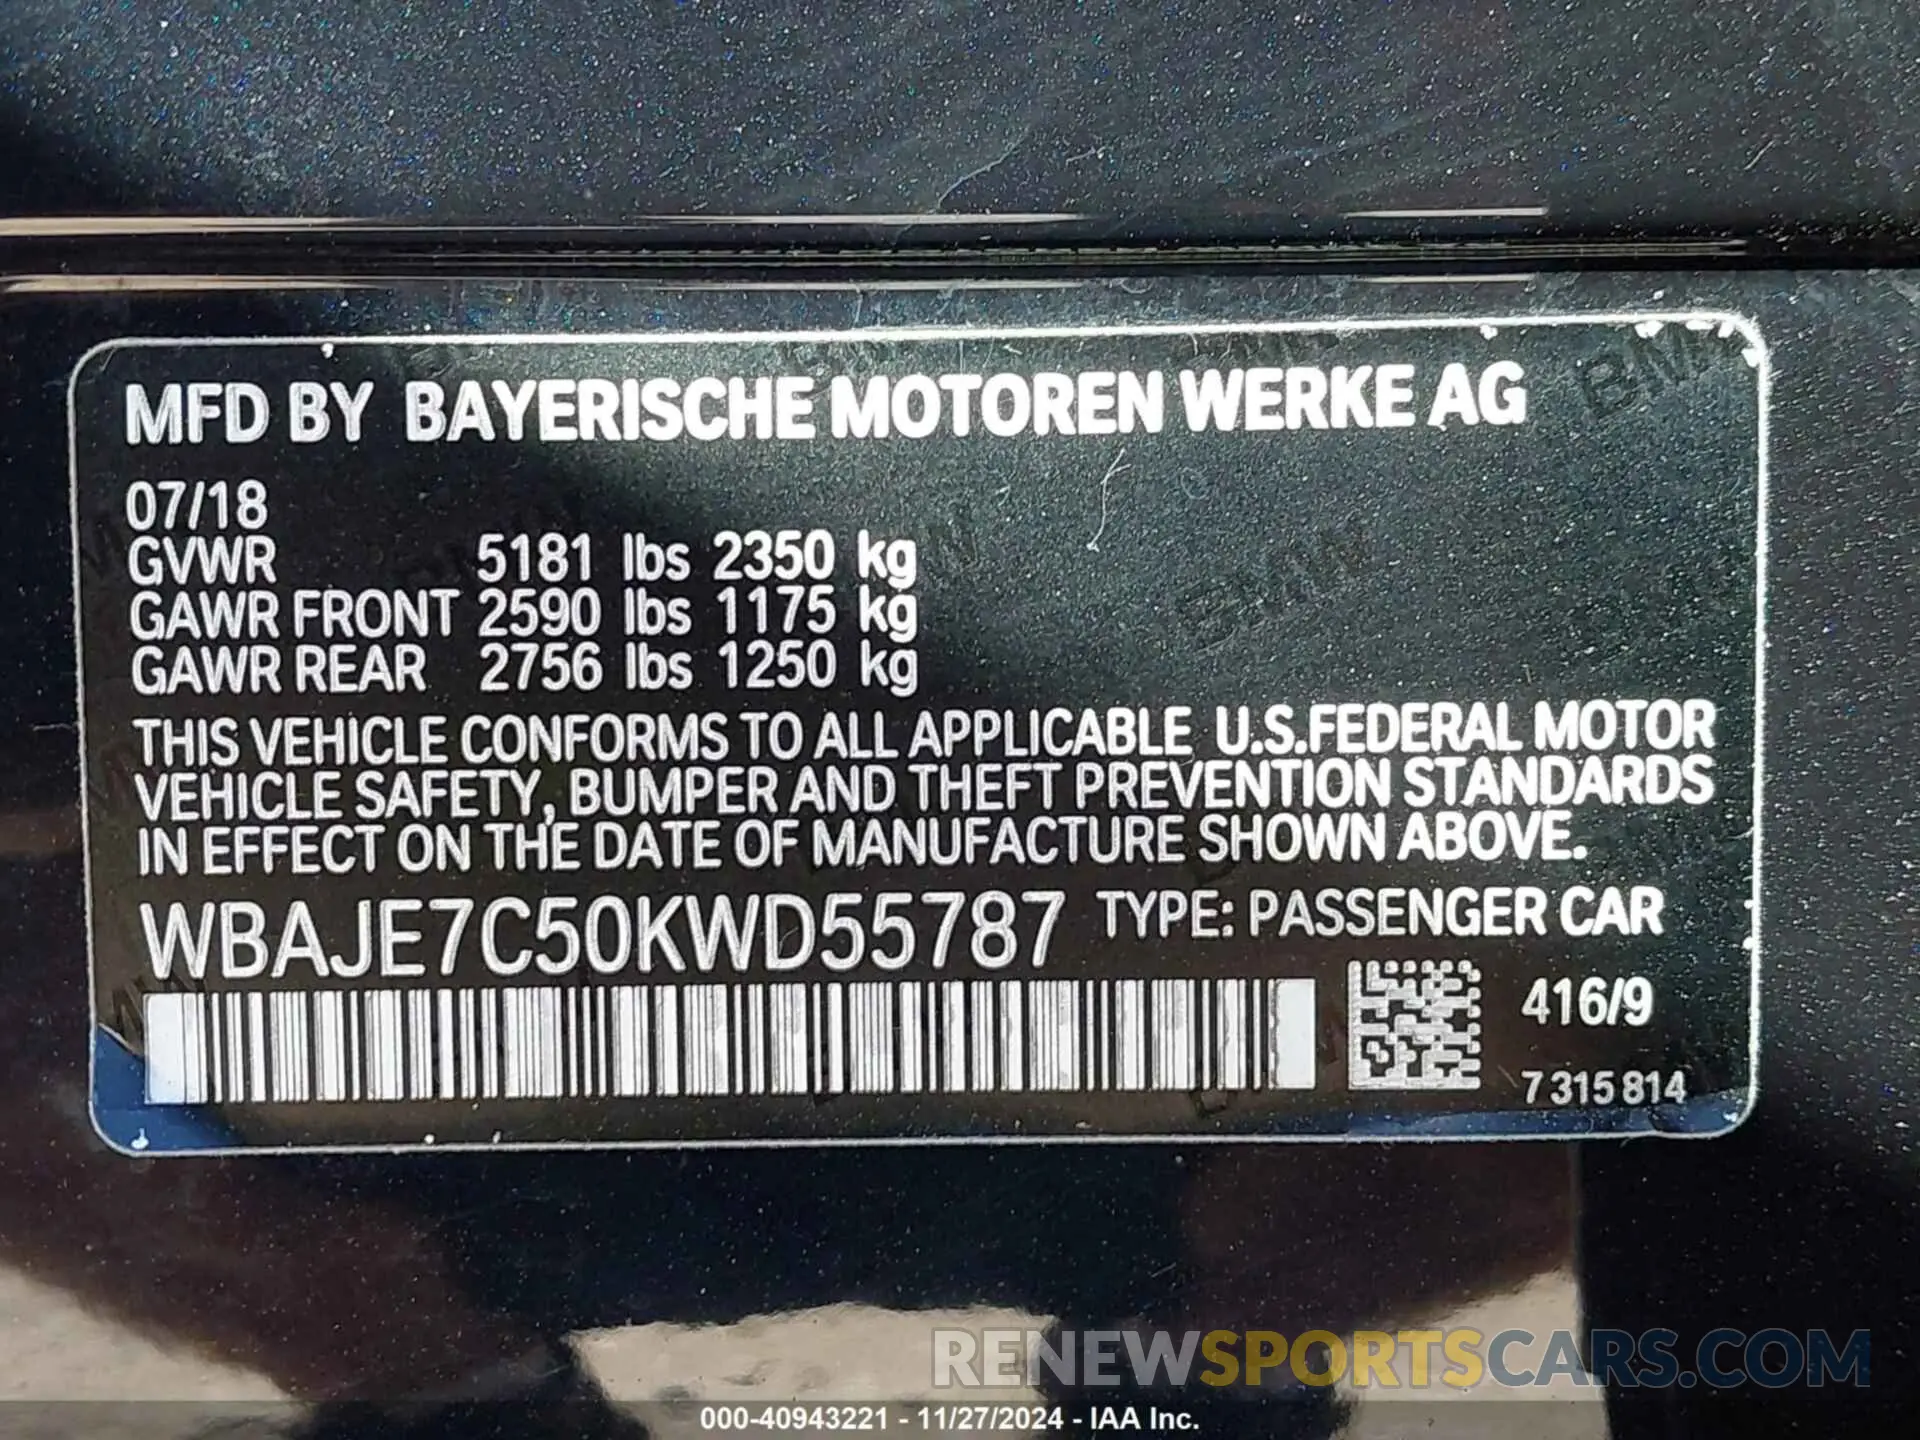 MFD BY BAYERISCHE MOTOREN WERKE AG
07/18
GVWR 5181 lbs 2350 kg
GAWR FRONT 2590 lbs 1175 kg
GAWR REAR 2756 lbs 1250 kg
THIS VEHICLE CONFORMS TO ALL APPLICABLE U.S.FEDERAL MOTOR
VEHICLE SAFETY, BUMPER AND THEFT PREVENTION STANDARDS
IN EFFECT ON THE DATE OF MANUFACTURE SHOWN ABOVE.
WBAJE7C50KWD55787 TYPE: PASSENGER CAR
416/9
7 315 814
RENEWSPORTSCARS.COM
000-40943221 - 11/27/2024 - IAA Inc.